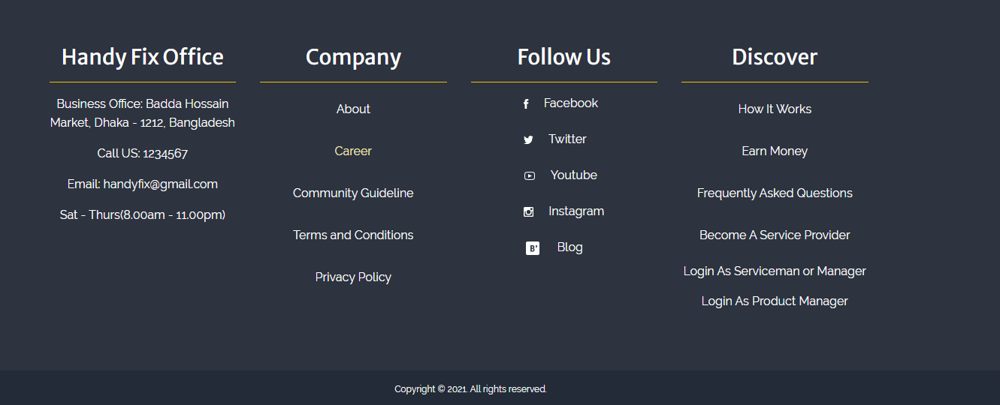 Handy Fix Office
Business Office: Badda Hossain
Market, Dhaka - 1212, Bangladesh
Call US: 1234567
Email: handyfix@gmail.com
Sat - Thurs(8.00am - 11.00pm)
Company
About
Career
Community Guideline
Terms and Conditions
Privacy Policy
Follow Us
Facebook
Twitter
Youtube
Instagram
B' Blog
Discover
How It Works
Earn Money
Frequently Asked Questions
Become A Service Provider
Login As Serviceman or Manager
Login As Product Manager
Copyright © 2021. All rights reserved.